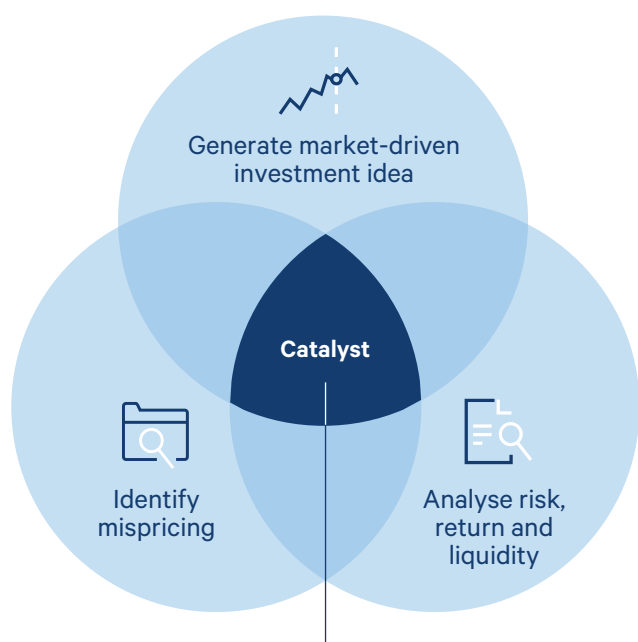 Generate market-driven
investment idea
Catalyst
Identify
mispricing
Analyse risk,
return and
liquidity